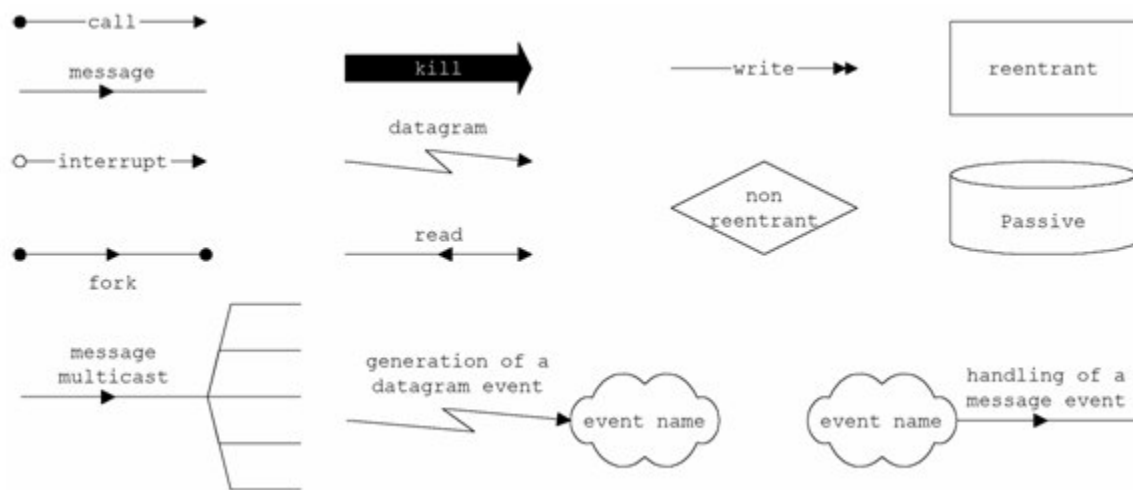 call
message
kill
write
reentrant
datagram
interrupt
non
reentrant
Passive
read
fork
message
multicast
generation of a
datagram event
event name
event name
handling of a
message event